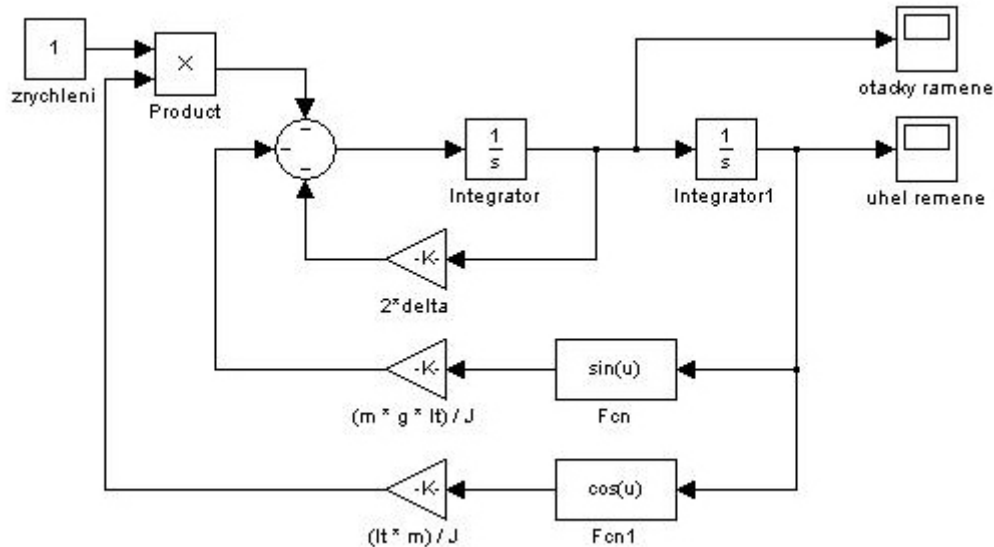 1
zrychleni
×
Product
−
−
−
1
s
Integrator
1
s
Integrator1
otacky ramene
uhel remene
-K-
2*delta
-K-
(m * g * lt) / J
sin(u)
Fcn
-K-
(lt * m) / J
cos(u)
Fcn1